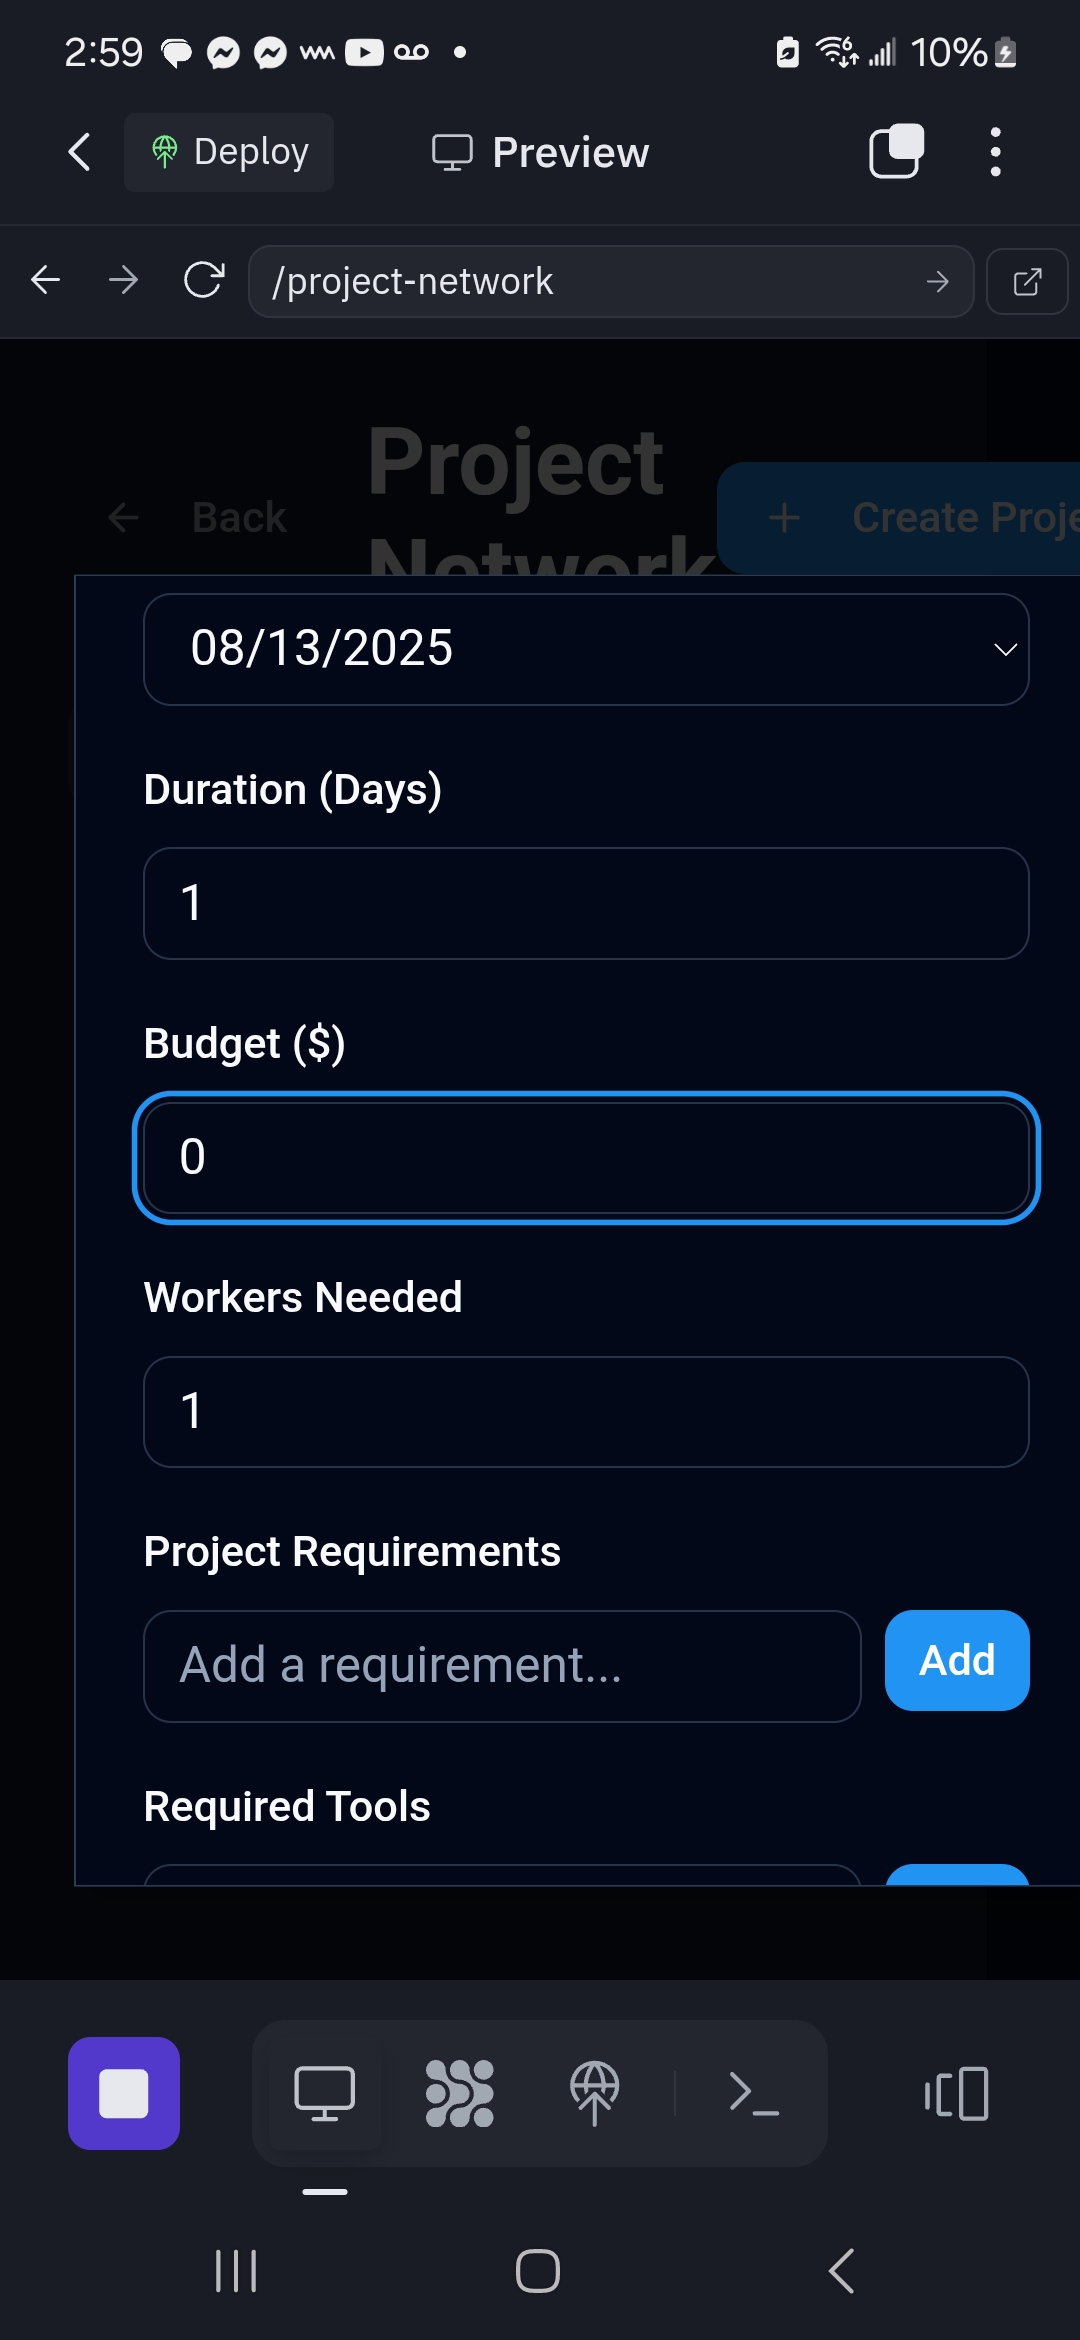 2:59
6
10%
Deploy
Preview
/project-network
Project
Network
Back
Create Proje
08/13/2025
Duration (Days)
1
Budget ($)
0
Workers Needed
1
Project Requirements
Add a requirement...
Add
Required Tools